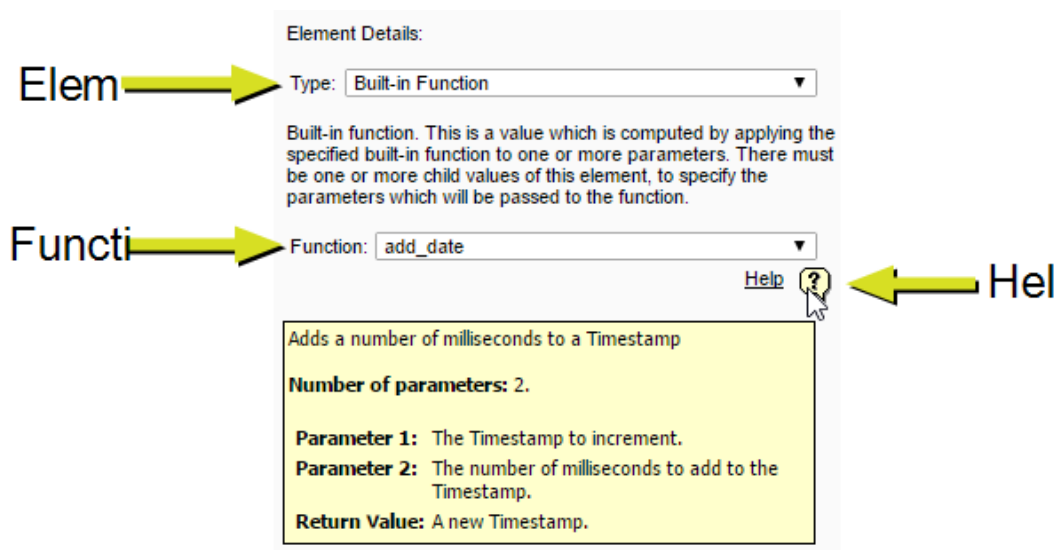 Element Details:
Elem
Type: Built-in Function
Built-in function. This is a value which is computed by applying the
specified built-in function to one or more parameters. There must
be one or more child values of this element, to specify the
parameters which will be passed to the function.
Functi
Function: add_date
Help ?
Hel
Adds a number of milliseconds to a Timestamp
Number of parameters: 2.
Parameter 1: The Timestamp to increment.
Parameter 2: The number of milliseconds to add to the
Timestamp.
Return Value: A new Timestamp.